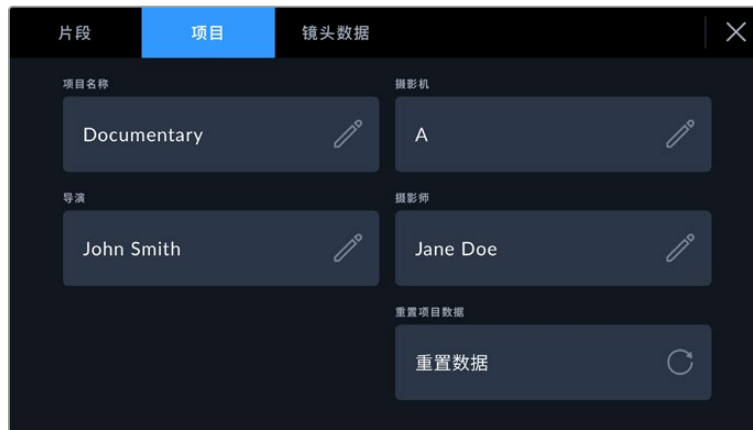 片段 项目 镜头数据
项目名称 摄影机
Documentary A
导演 摄影师
John Smith Jane Doe
重置项目数据
重置数据